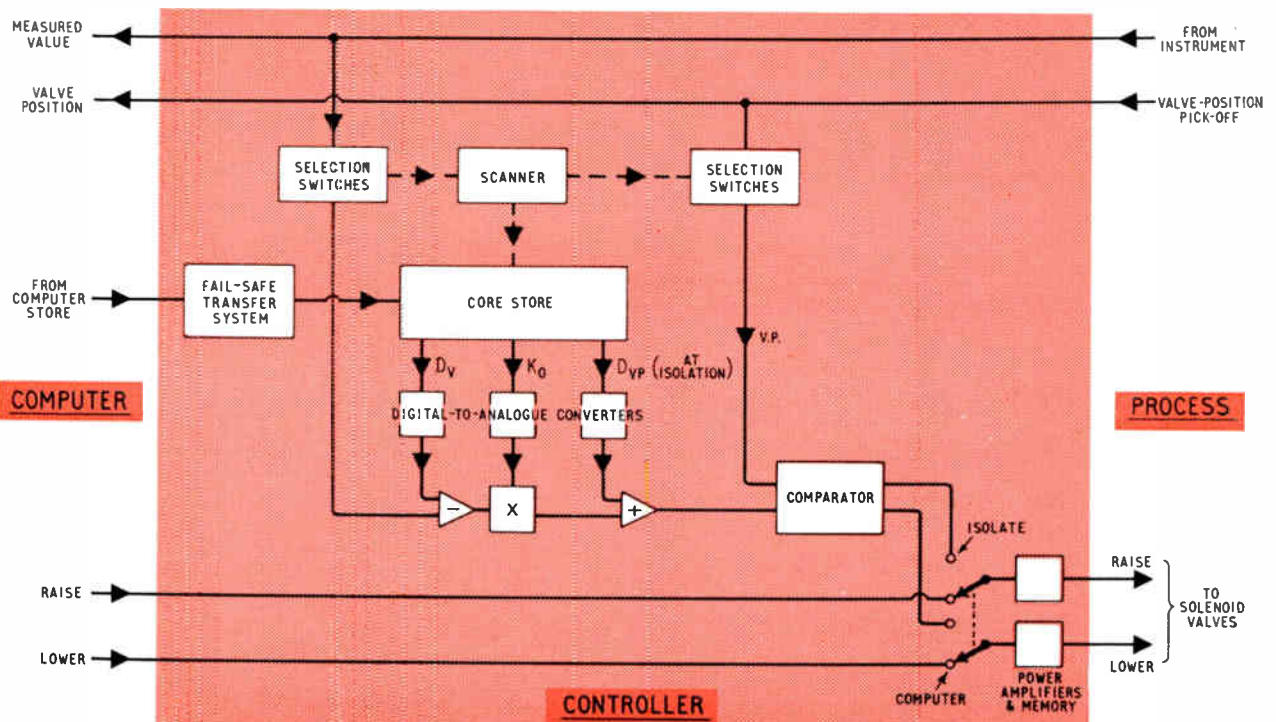 MEASURED
VALUE
FROM
INSTRUMENT
VALVE
POSITION
VALVE-POSITION
PICK-OFF
SELECTION
SWITCHES
SCANNER
SELECTION
SWITCHES
FROM
COMPUTER
STORE
FAIL-SAFE
TRANSFER
SYSTEM
CORE STORE
V.P.
DV
KG
DVP (AT ISOLATION)
COMPUTER
PROCESS
DIGITAL-TO-ANALOGUE CONVERTERS
COMPARATOR
−
X
+
ISOLATE
RAISE
RAISE
TO
SOLENOID
VALVES
LOWER
LOWER
COMPUTER
POWER
AMPLIFIERS
& MEMORY
CONTROLLER